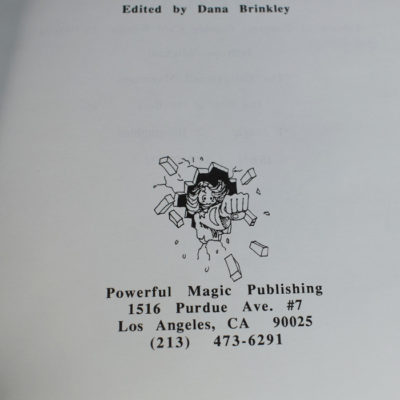 Edited by Dana Brinkley
Powerful Magic Publishing
1516 Purdue Ave. #7
Los Angeles, CA 90025
(213) 473-6291